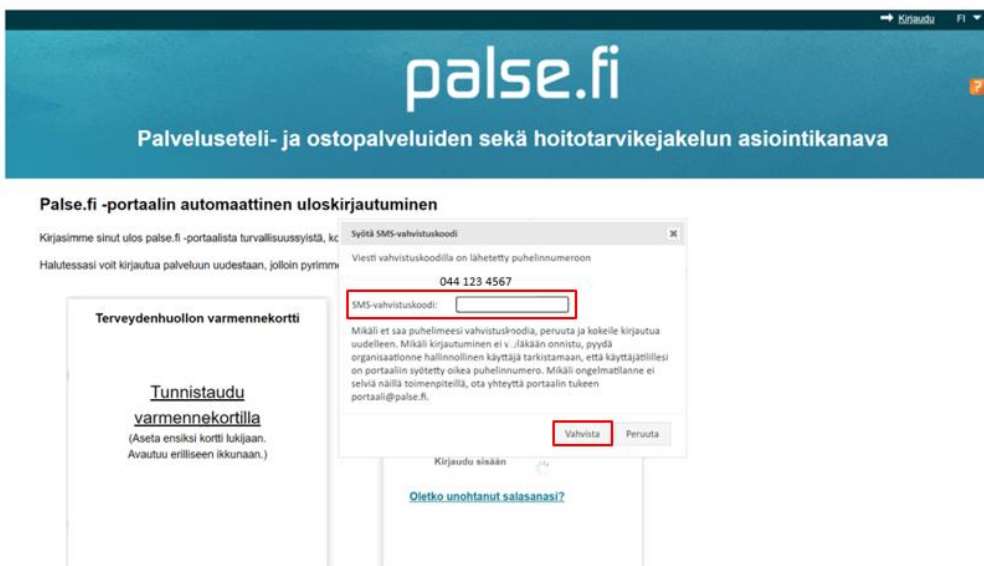 Kirjaudu FI
palse.fi
?
Palveluseteli- ja ostopalveluiden sekä hoitotarvikejakelun asiointikanava
Palse.fi -portaalin automaattinen uloskirjautuminen
Kirjasimme sinut ulos palse.fi -portaalista turvallisuussyistä,
Halutessasi voit kirjautua palveluun uudestaan, jolloin
Terveydenhuollon varmennekortti
Tunnistaudu
varmennekortilla
(Aseta ensiksi kortti lukijaan.
Avautuu erilliseen ikkunaan.)
Syötä SMS-vahvistuskoodi
Viesti vahvistuskoodilla on lähetetty puhelinnumeroon
044 123 4567
SMS-vahvistuskoodi:
Mikäli et saa puhelimeesi vahvistuskoodia, peruuta ja kokeile kirjautua
uudelleen. Mikäli kirjautuminen ei vieläkään onnistu, pyydä
organisaationne hallinnollinen käyttäjä tarkistamaan, että käyttäjätilillesi
on portaaliin syötetty oikea puhelinnumero. Mikäli ongelmatilanne ei
selviä näillä toimenpiteillä, ota yhteyttä portaalin tukeen
portaali@palse.fi.
Vahvista Peruuta
Kirjaudu sisään
Oletko unohtanut salasanasi?